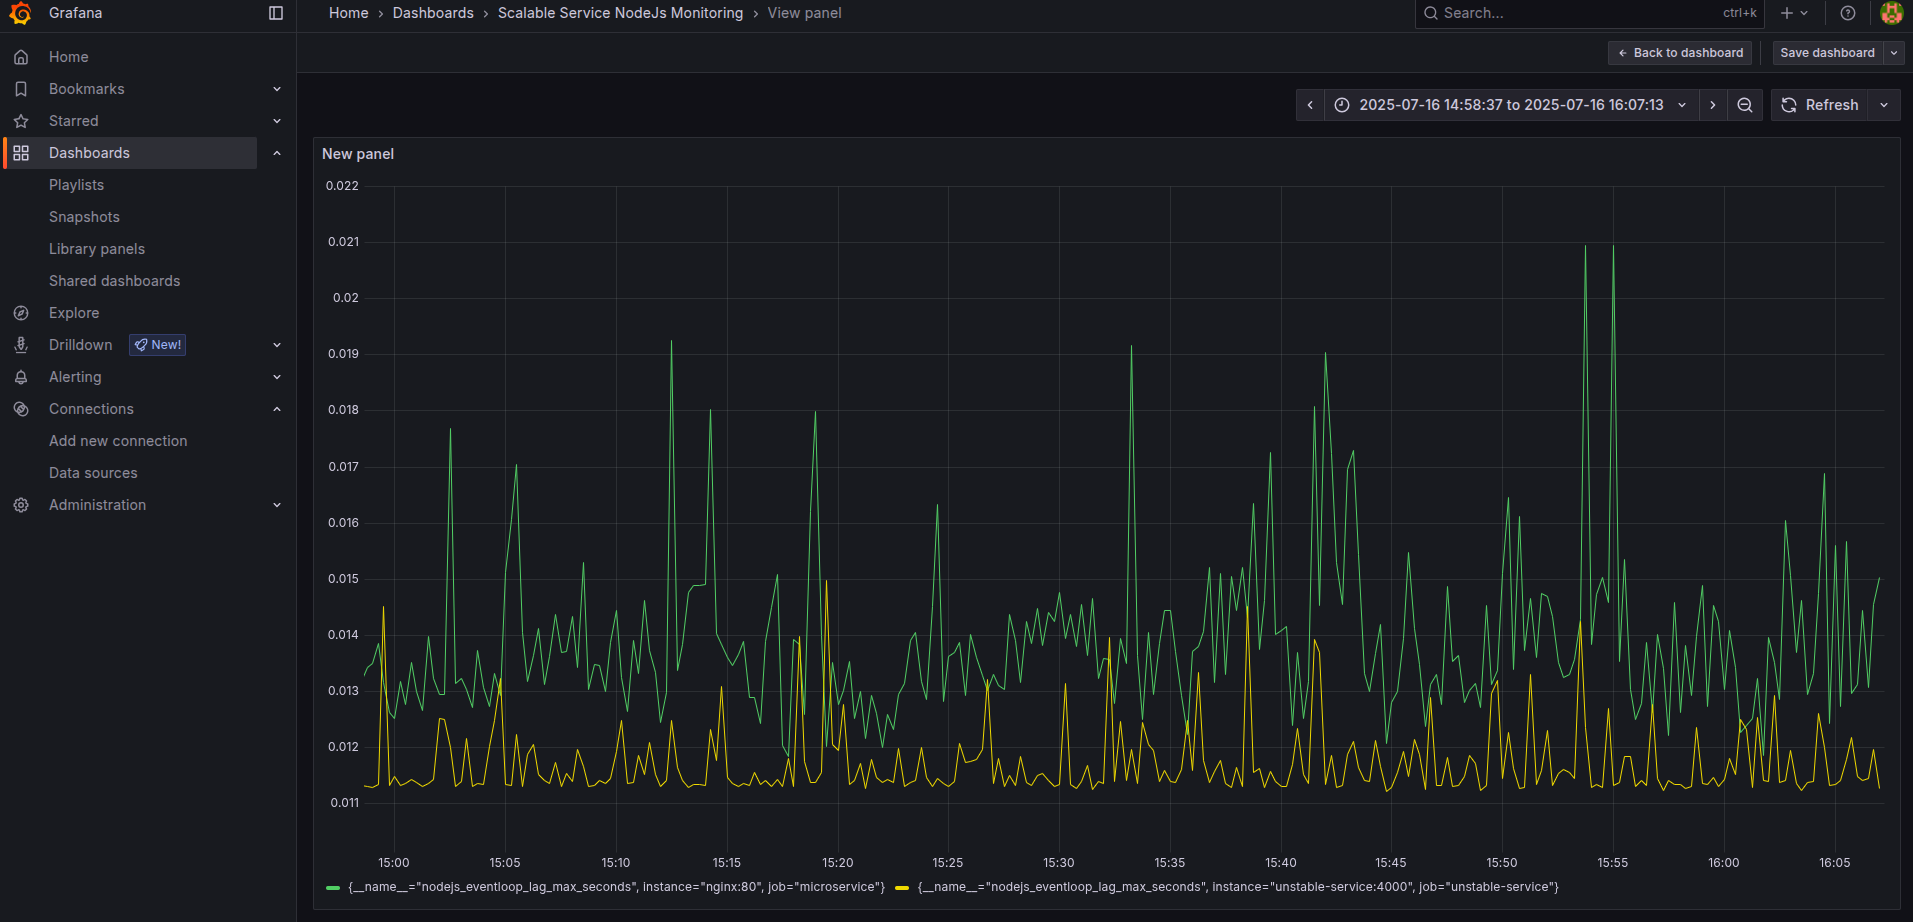 Grafana
Home › Dashboards › Scalable Service NodeJs Monitoring › View panel
Search... ctrl+k
Back to dashboard
Save dashboard
Home
Bookmarks
Starred
Dashboards
Playlists
Snapshots
Library panels
Shared dashboards
Explore
Drilldown New!
Alerting
Connections
Add new connection
Data sources
Administration
2025-07-16 14:58:37 to 2025-07-16 16:07:13
Refresh
New panel
0.022
0.021
0.02
0.019
0.018
0.017
0.016
0.015
0.014
0.013
0.012
0.011
15:00 15:05 15:10 15:15 15:20 15:25 15:30 15:35 15:40 15:45 15:50 15:55 16:00 16:05
{__name__="nodejs_eventloop_lag_max_seconds", instance="nginx:80", job="microservice"} {__name__="nodejs_eventloop_lag_max_seconds", instance="unstable-service:4000", job="unstable-service"}